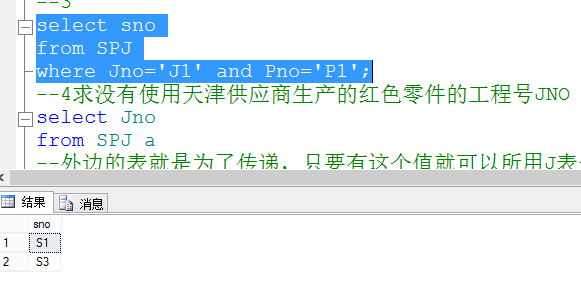 --3
select sno
from SPJ
where Jno='J1' and Pno='P1';
--4求没有使用天津供应商生产的红色零件的工程号JNO
select Jno
from SPJ a
--外边的表就是为了传递，只要有这个值就可以所用J表
结果 消息
sno
1 S1
2 S3